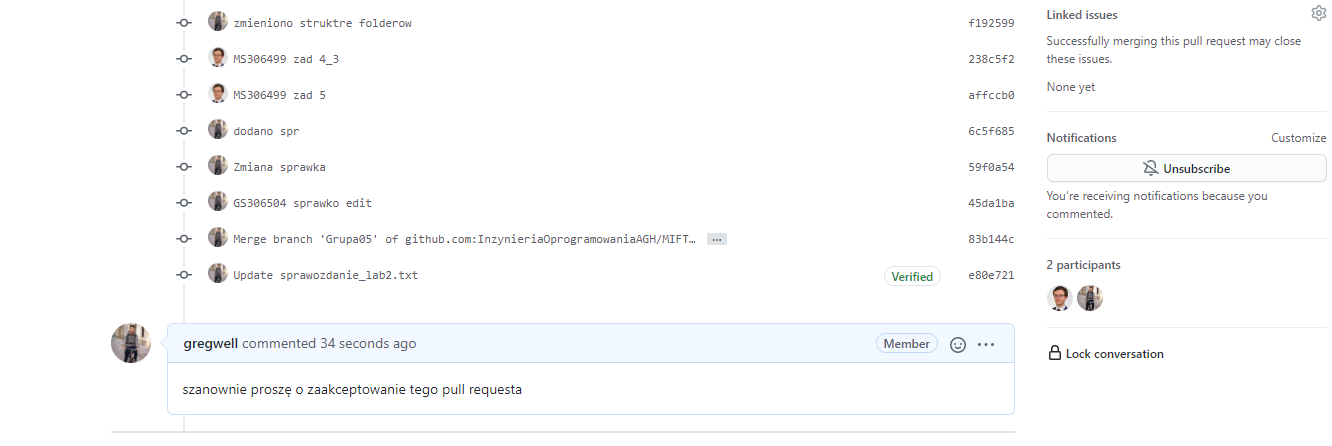 zmieniono struktre folderow f192599
MS306499 zad 4_3 238c5f2
MS306499 zad 5 affccb0
dodano spr 6c5f685
Zmiana sprawka 59f0a54
GS306504 sprawko edit 45da1ba
Merge branch 'Grupa05' of github.com:InzynieriaOprogramowaniaAGH/MIFT… ... 83b144c
Update sprawozdanie_lab2.txt Verified e80e721
gregwell commented 34 seconds ago Member
szanownie proszę o zaakceptowanie tego pull requesta
Linked issues
Successfully merging this pull request may close
these issues.
None yet
Notifications Customize
Unsubscribe
You're receiving notifications because you
commented.
2 participants
Lock conversation